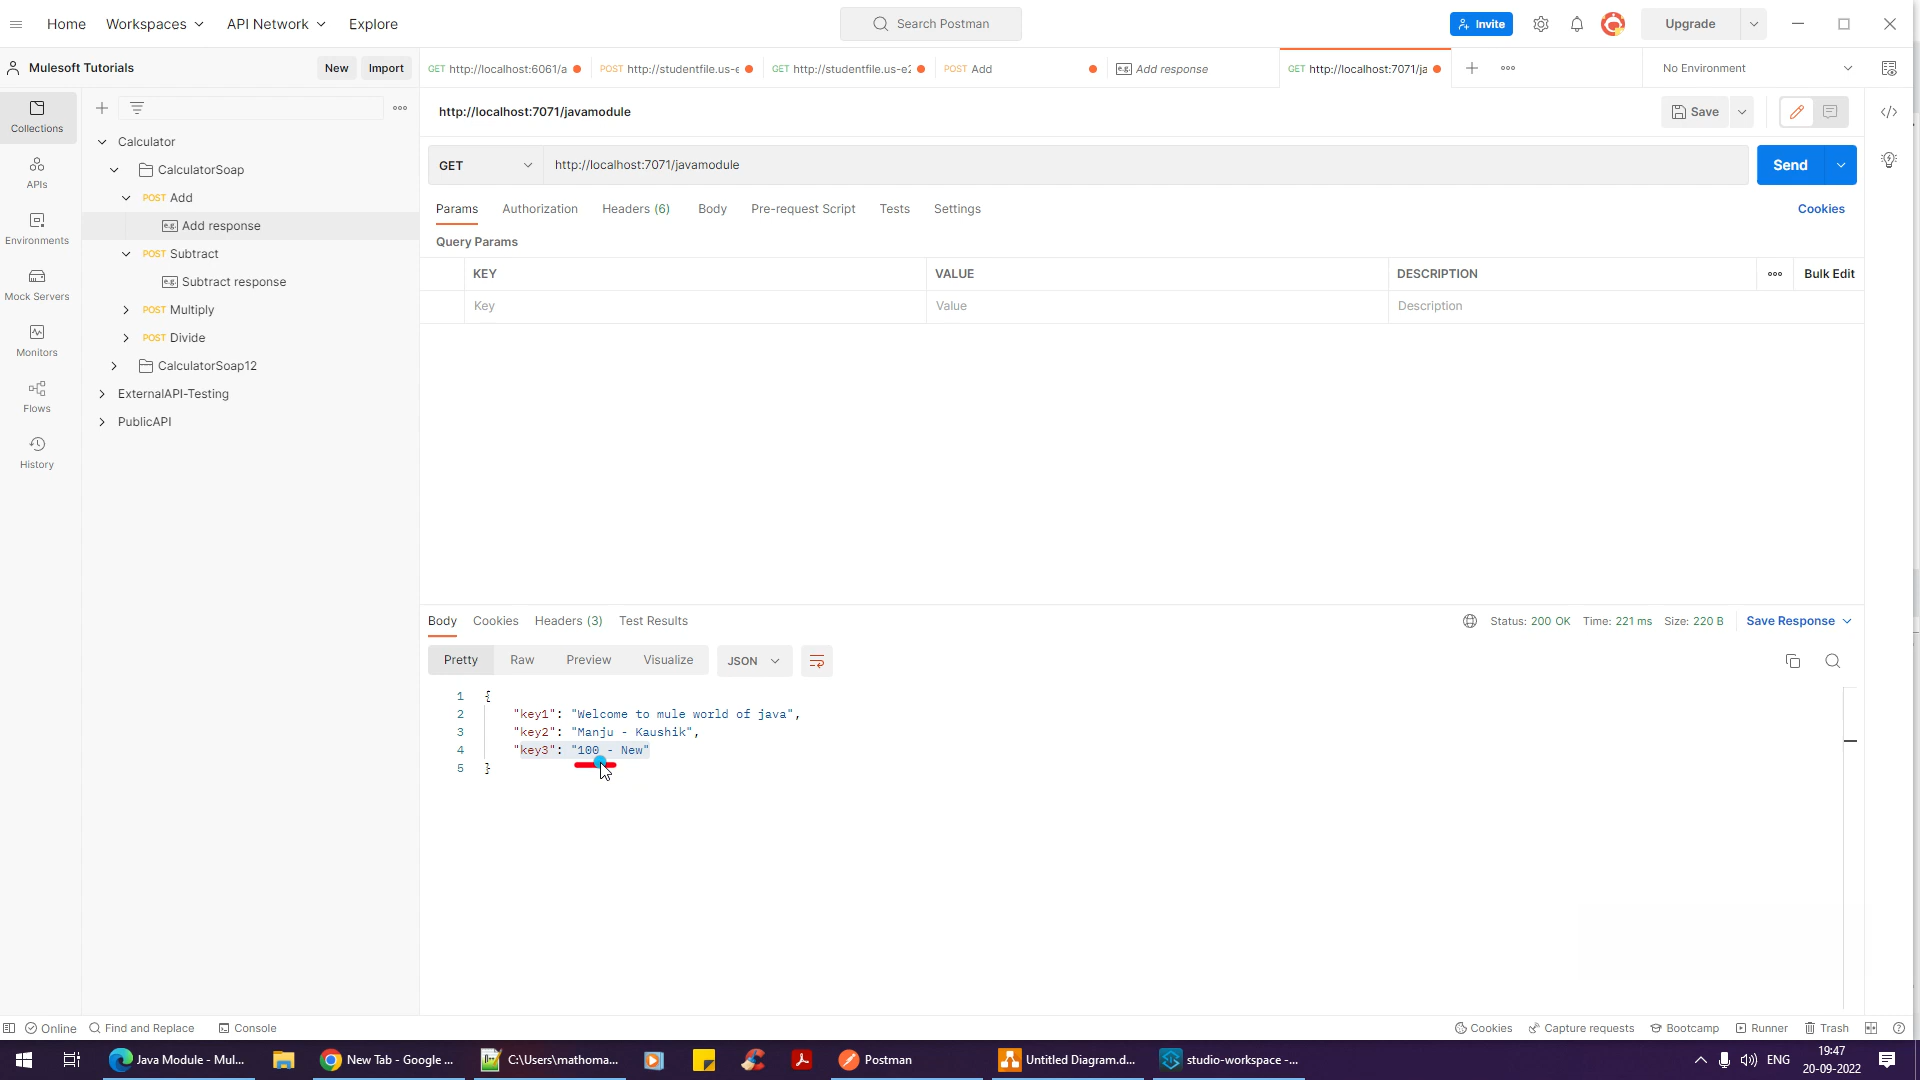 Home Workspaces API Network Explore Search Postman Invite Upgrade
Mulesoft Tutorials New Import
GET http://localhost:6061/a POST http://studentfile.us-e GET http://studentfile.us-e2 POST Add e.g. Add response GET http://localhost:7071/ja No Environment
http://localhost:7071/javamodule Save
GET http://localhost:7071/javamodule Send
Params Authorization Headers (6) Body Pre-request Script Tests Settings Cookies
Query Params
KEY VALUE DESCRIPTION Bulk Edit
Key Value Description
Collections
APIs
Environments
Mock Servers
Monitors
Flows
History
Calculator
CalculatorSoap
POST Add
e.g. Add response
POST Subtract
e.g. Subtract response
POST Multiply
POST Divide
CalculatorSoap12
ExternalAPI-Testing
PublicAPI
Body Cookies Headers (3) Test Results Status: 200 OK Time: 221 ms Size: 220 B Save Response
Pretty Raw Preview Visualize JSON
1 {
2 "key1": "Welcome to mule world of java",
3 "key2": "Manju - Kaushik",
4 "key3": "100 - New"
5 }
Online Find and Replace Console Cookies Capture requests Bootcamp Runner Trash
Java Module - Mul... New Tab - Google ... C:\Users\mathoma... Postman Untitled Diagram.d... studio-workspace -... ENG 19:47
20-09-2022